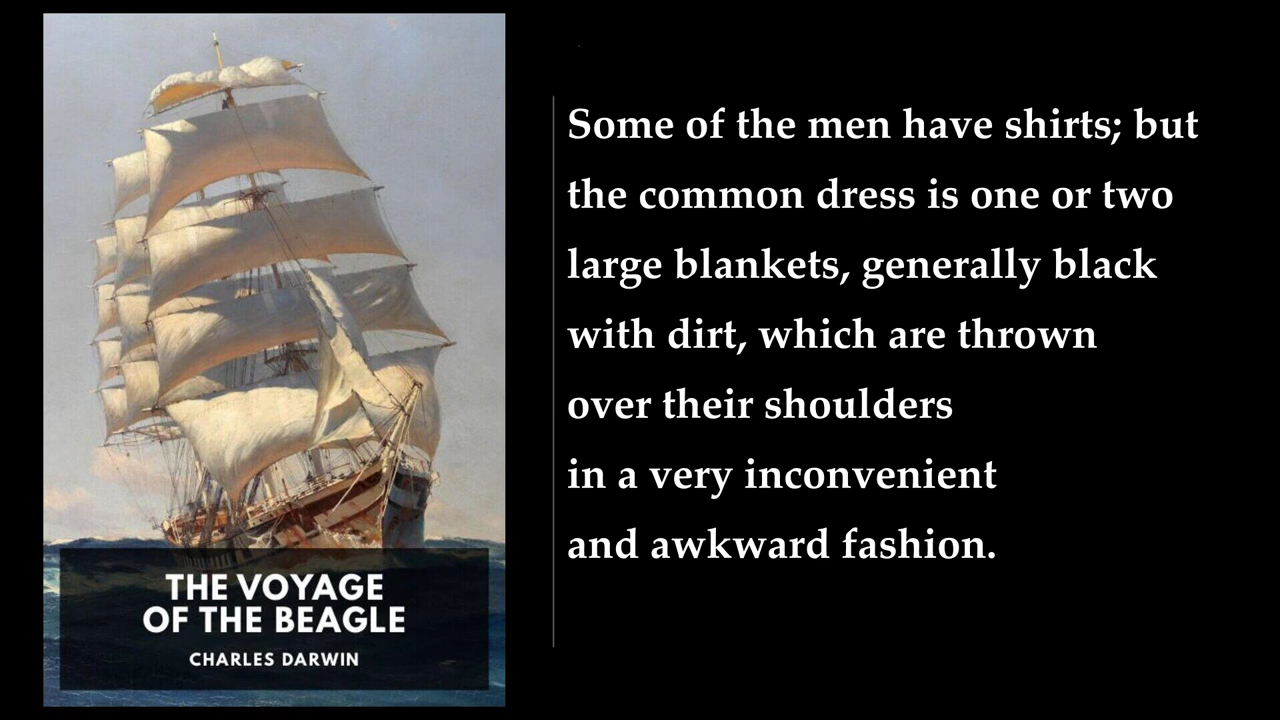 THE VOYAGE
OF THE BEAGLE
CHARLES DARWIN
Some of the men have shirts; but
the common dress is one or two
large blankets, generally black
with dirt, which are thrown
over their shoulders
in a very inconvenient
and awkward fashion.